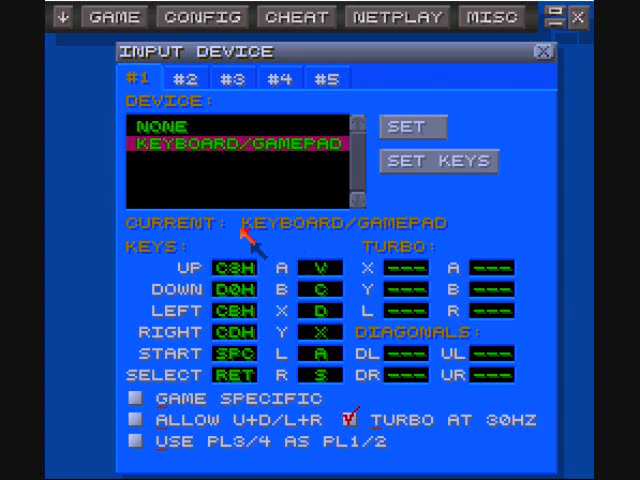 GAME CONFIG CHEAT NETPLAY MISC
INPUT DEVICE
#1 #2 #3 #4 #5
DEVICE:
NONE
SET
KEYBOARD/GAMEPAD
SET KEYS
CURRENT: KEYBOARD/GAMEPAD
KEYS: TURBO:
UP C8H A V X --- A ---
DOWN D0H B C Y --- B ---
LEFT CBH X D L --- R ---
RIGHT CDH Y X DIAGONALS:
START SPC L A DL --- UL ---
SELECT RET R S DR --- UR ---
GAME SPECIFIC
ALLOW U+D/L+R TURBO AT 30HZ
USE PL3/4 AS PL1/2